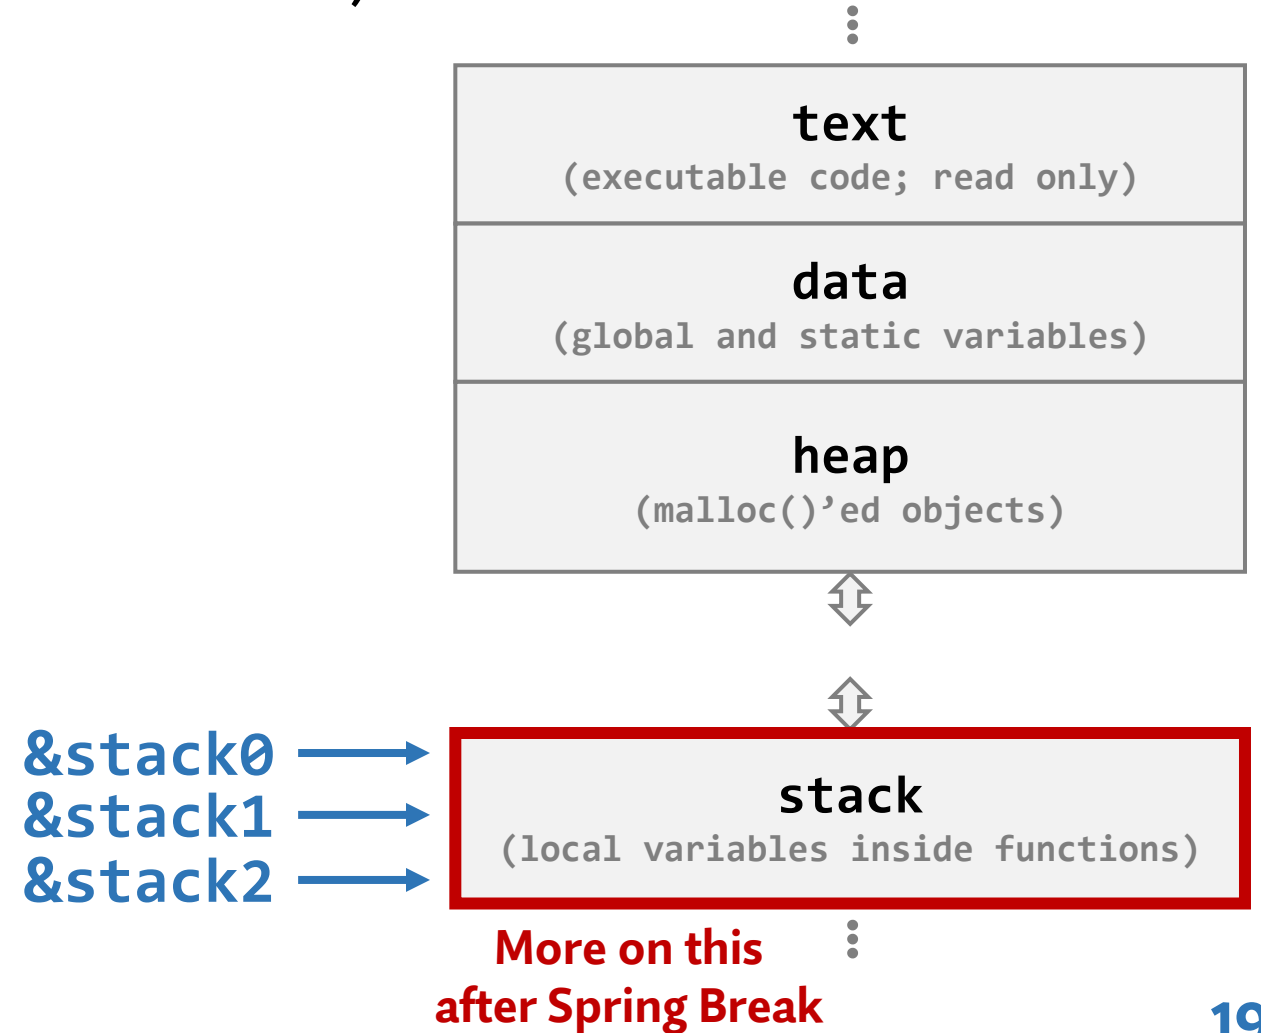 text
(executable code; read only)
data
(global and static variables)
heap
(malloc()’ed objects)
&stack0
&stack1
&stack2
stack
(local variables inside functions)
More on this
after Spring Break
19